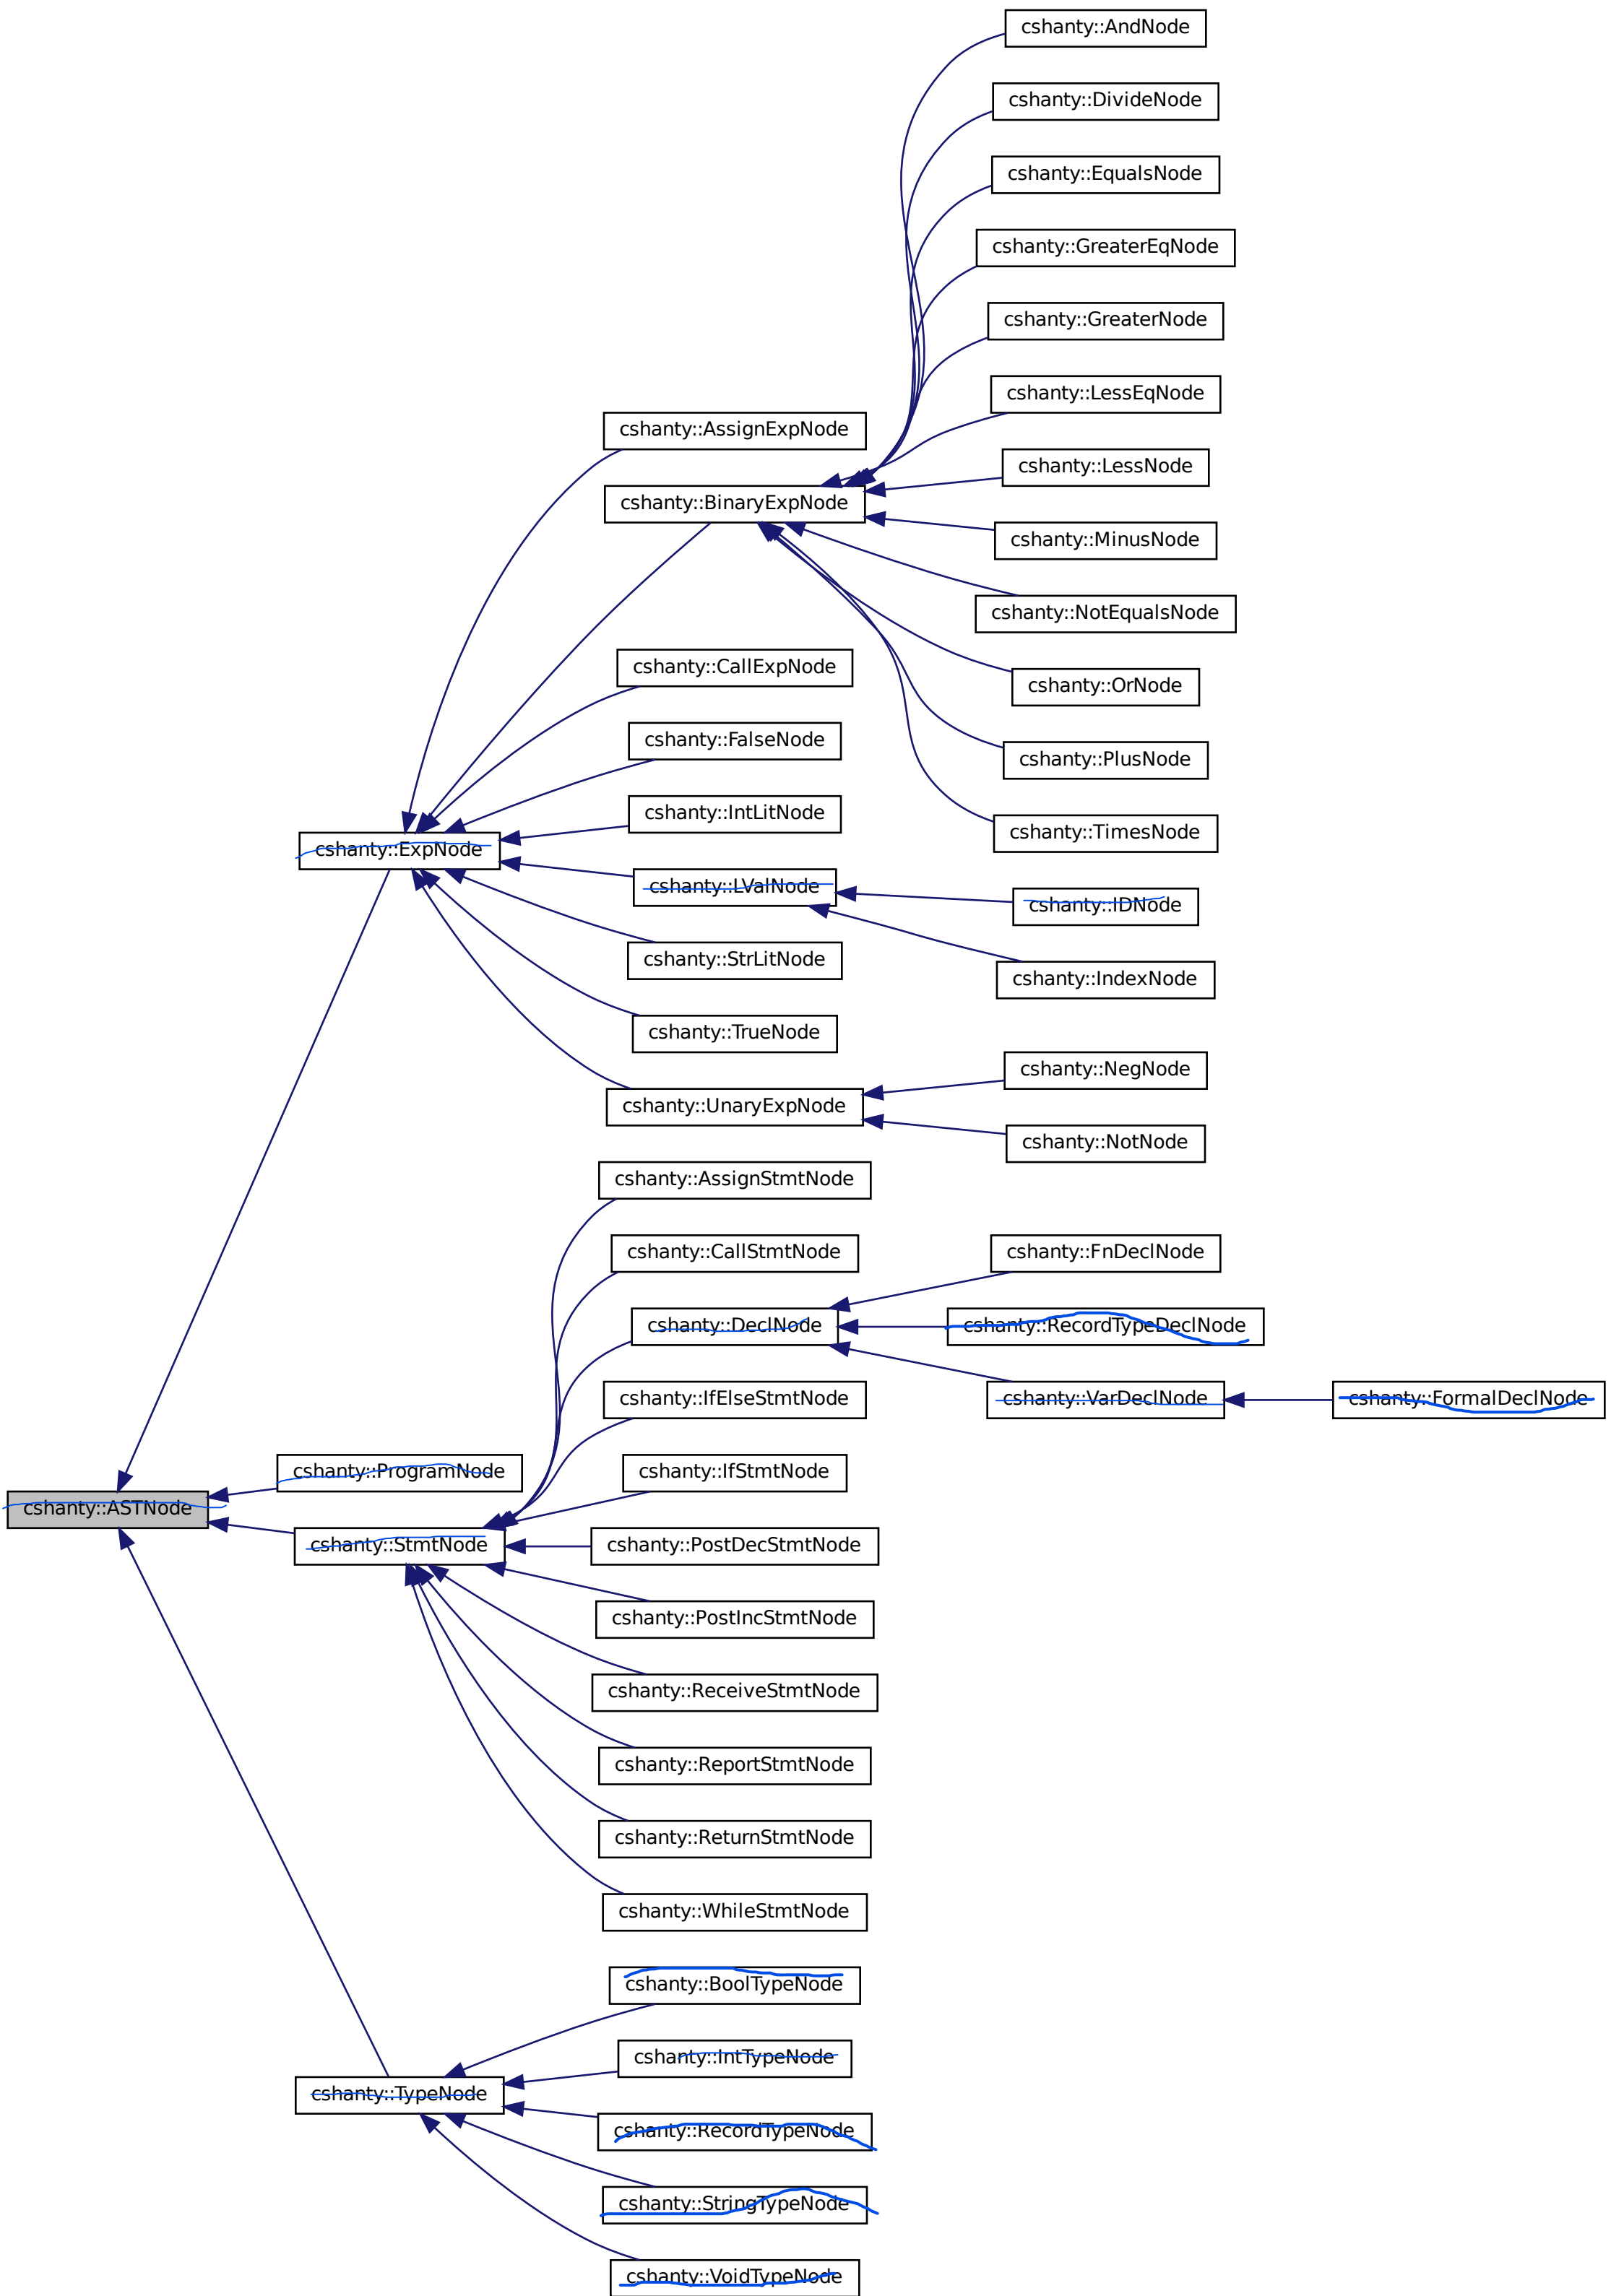 cshanty::AndNode
cshanty::DivideNode
cshanty::EqualsNode
cshanty::GreaterEqNode
cshanty::GreaterNode
cshanty::LessEqNode
cshanty::AssignExpNode
cshanty::LessNode
cshanty::BinaryExpNode
cshanty::MinusNode
cshanty::NotEqualsNode
cshanty::CallExpNode
cshanty::OrNode
cshanty::FalseNode
cshanty::PlusNode
cshanty::IntLitNode
cshanty::TimesNode
cshanty::ExpNode
cshanty::LValNode
cshanty::IDNode
cshanty::StrLitNode
cshanty::IndexNode
cshanty::TrueNode
cshanty::NegNode
cshanty::UnaryExpNode
cshanty::NotNode
cshanty::AssignStmtNode
cshanty::CallStmtNode
cshanty::FnDeclNode
cshanty::DeclNode
cshanty::RecordTypeDeclNode
cshanty::IfElseStmtNode
cshanty::VarDeclNode
cshanty::FormalDeclNode
cshanty::ProgramNode
cshanty::IfStmtNode
cshanty::ASTNode
cshanty::StmtNode
cshanty::PostDecStmtNode
cshanty::PostIncStmtNode
cshanty::ReceiveStmtNode
cshanty::ReportStmtNode
cshanty::ReturnStmtNode
cshanty::WhileStmtNode
cshanty::BoolTypeNode
cshanty::IntTypeNode
cshanty::TypeNode
cshanty::RecordTypeNode
cshanty::StringTypeNode
cshanty::VoidTypeNode